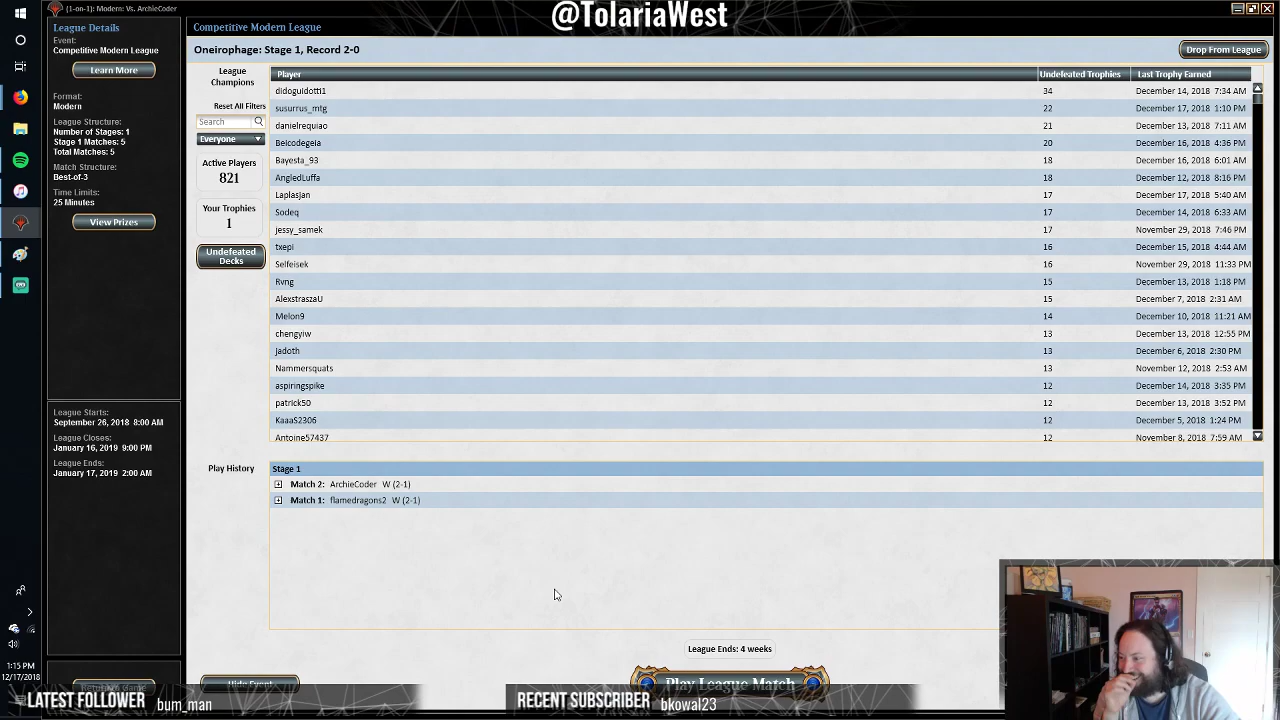 (1-on-1): Modern: Vs. ArchieCoder
@TolariaWest
League Details
Event:
Competitive Modern League
Learn More
Format:
Modern
League Structure:
Number of Stages: 1
Stage 1 Matches: 5
Total Matches: 5
Match Structure:
Best-of-3
Time Limits:
25 Minutes
View Prizes
League Starts:
September 26, 2018 8:00 AM
League Closes:
January 16, 2019 9:00 PM
League Ends:
January 17, 2019 2:00 AM
Competitive Modern League
Oneirophage: Stage 1, Record 2-0
Drop From League
League
Champions
Reset All Filters
Search
Everyone
Active Players
821
Your Trophies
1
Undefeated
Decks
Player Undefeated Trophies Last Trophy Earned
didoguidotti1 34 December 14, 2018 7:34 AM
susurrus_mtg 22 December 17, 2018 1:10 PM
danielrequiao 21 December 13, 2018 7:11 AM
Belcodegeia 20 December 16, 2018 4:36 PM
Bayesta_93 18 December 16, 2018 6:01 AM
AngledLuffa 18 December 12, 2018 8:16 PM
Laplasjan 17 December 17, 2018 5:40 AM
Sodeq 17 December 14, 2018 6:33 AM
jessy_samek 17 November 29, 2018 7:46 PM
txepi 16 December 15, 2018 4:44 AM
Selfeisek 16 November 29, 2018 11:33 PM
Rvng 15 December 13, 2018 1:18 PM
AlexstraszaU 15 December 7, 2018 2:31 AM
Melon9 14 December 10, 2018 11:21 AM
chengyiw 13 December 13, 2018 12:55 PM
Jadoth 13 December 6, 2018 2:30 PM
Nammersquats 13 November 12, 2018 2:53 AM
aspiringspike 12 December 14, 2018 3:35 PM
patrick50 12 December 13, 2018 3:52 PM
KaaaS2306 12 December 5, 2018 1:24 PM
Antoine57437 12 November 8, 2018 7:59 AM
Play History
Stage 1
Match 2: ArchieCoder W (2-1)
Match 1: flamedragons2 W (2-1)
League Ends: 4 weeks
Play League Match
Hide Event
1:15 PM
12/17/2018
LATEST FOLLOWER bum_man
RECENT SUBSCRIBER bkowal23